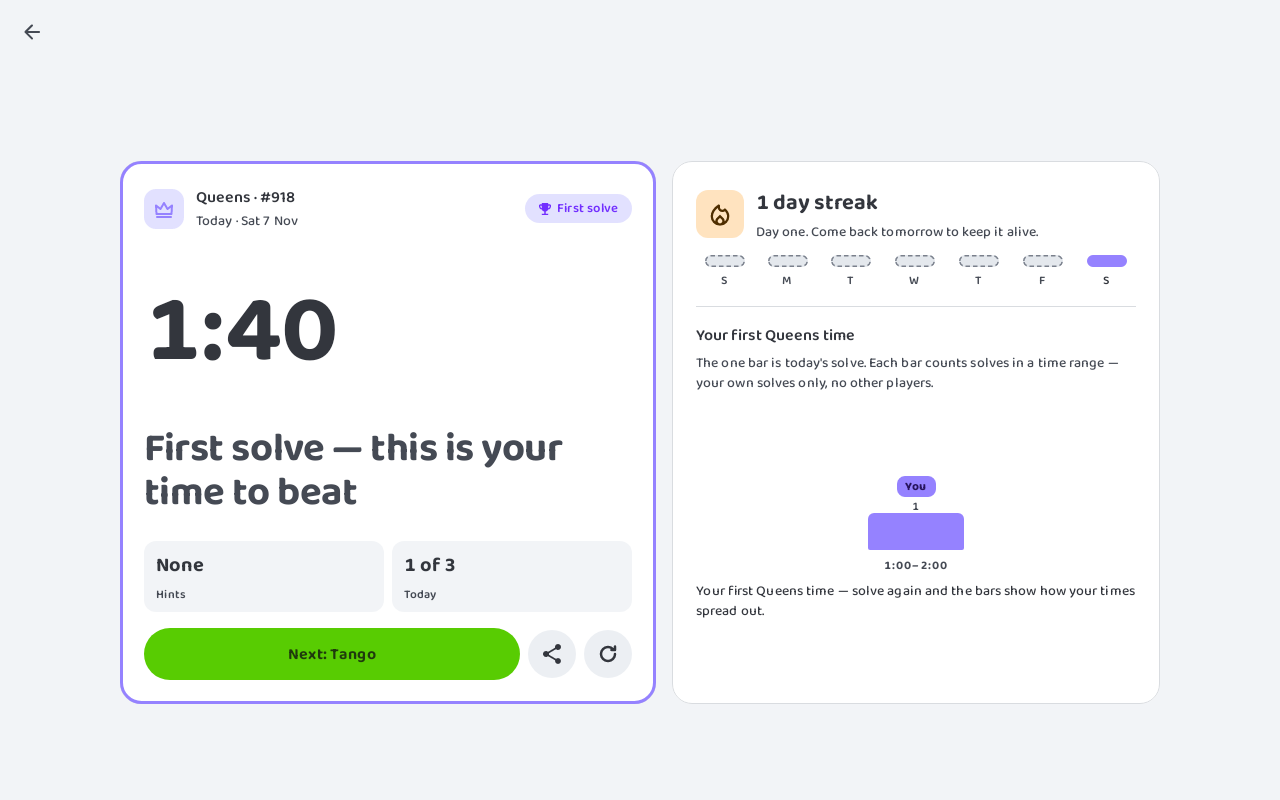 Queens · #918
Today · Sat 7 Nov
First solve
1:40
First solve — this is your
time to beat
None
Hints
1 of 3
Today
Next: Tango
1 day streak
Day one. Come back tomorrow to keep it alive.
S M T W T F S
Your first Queens time
The one bar is today's solve. Each bar counts solves in a time range —
your own solves only, no other players.
You
1
1:00–2:00
Your first Queens time — solve again and the bars show how your times
spread out.